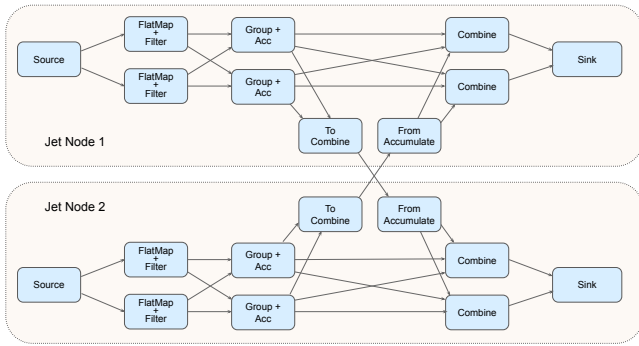 FlatMap
+
Filter
Group +
Acc
Combine
Source
Sink
FlatMap
+
Filter
Group +
Acc
Combine
To
Combine
From
Accumulate
Jet Node 1
Jet Node 2
To
Combine
From
Accumulate
FlatMap
+
Filter
Group +
Acc
Combine
Source
Sink
FlatMap
+
Filter
Group +
Acc
Combine